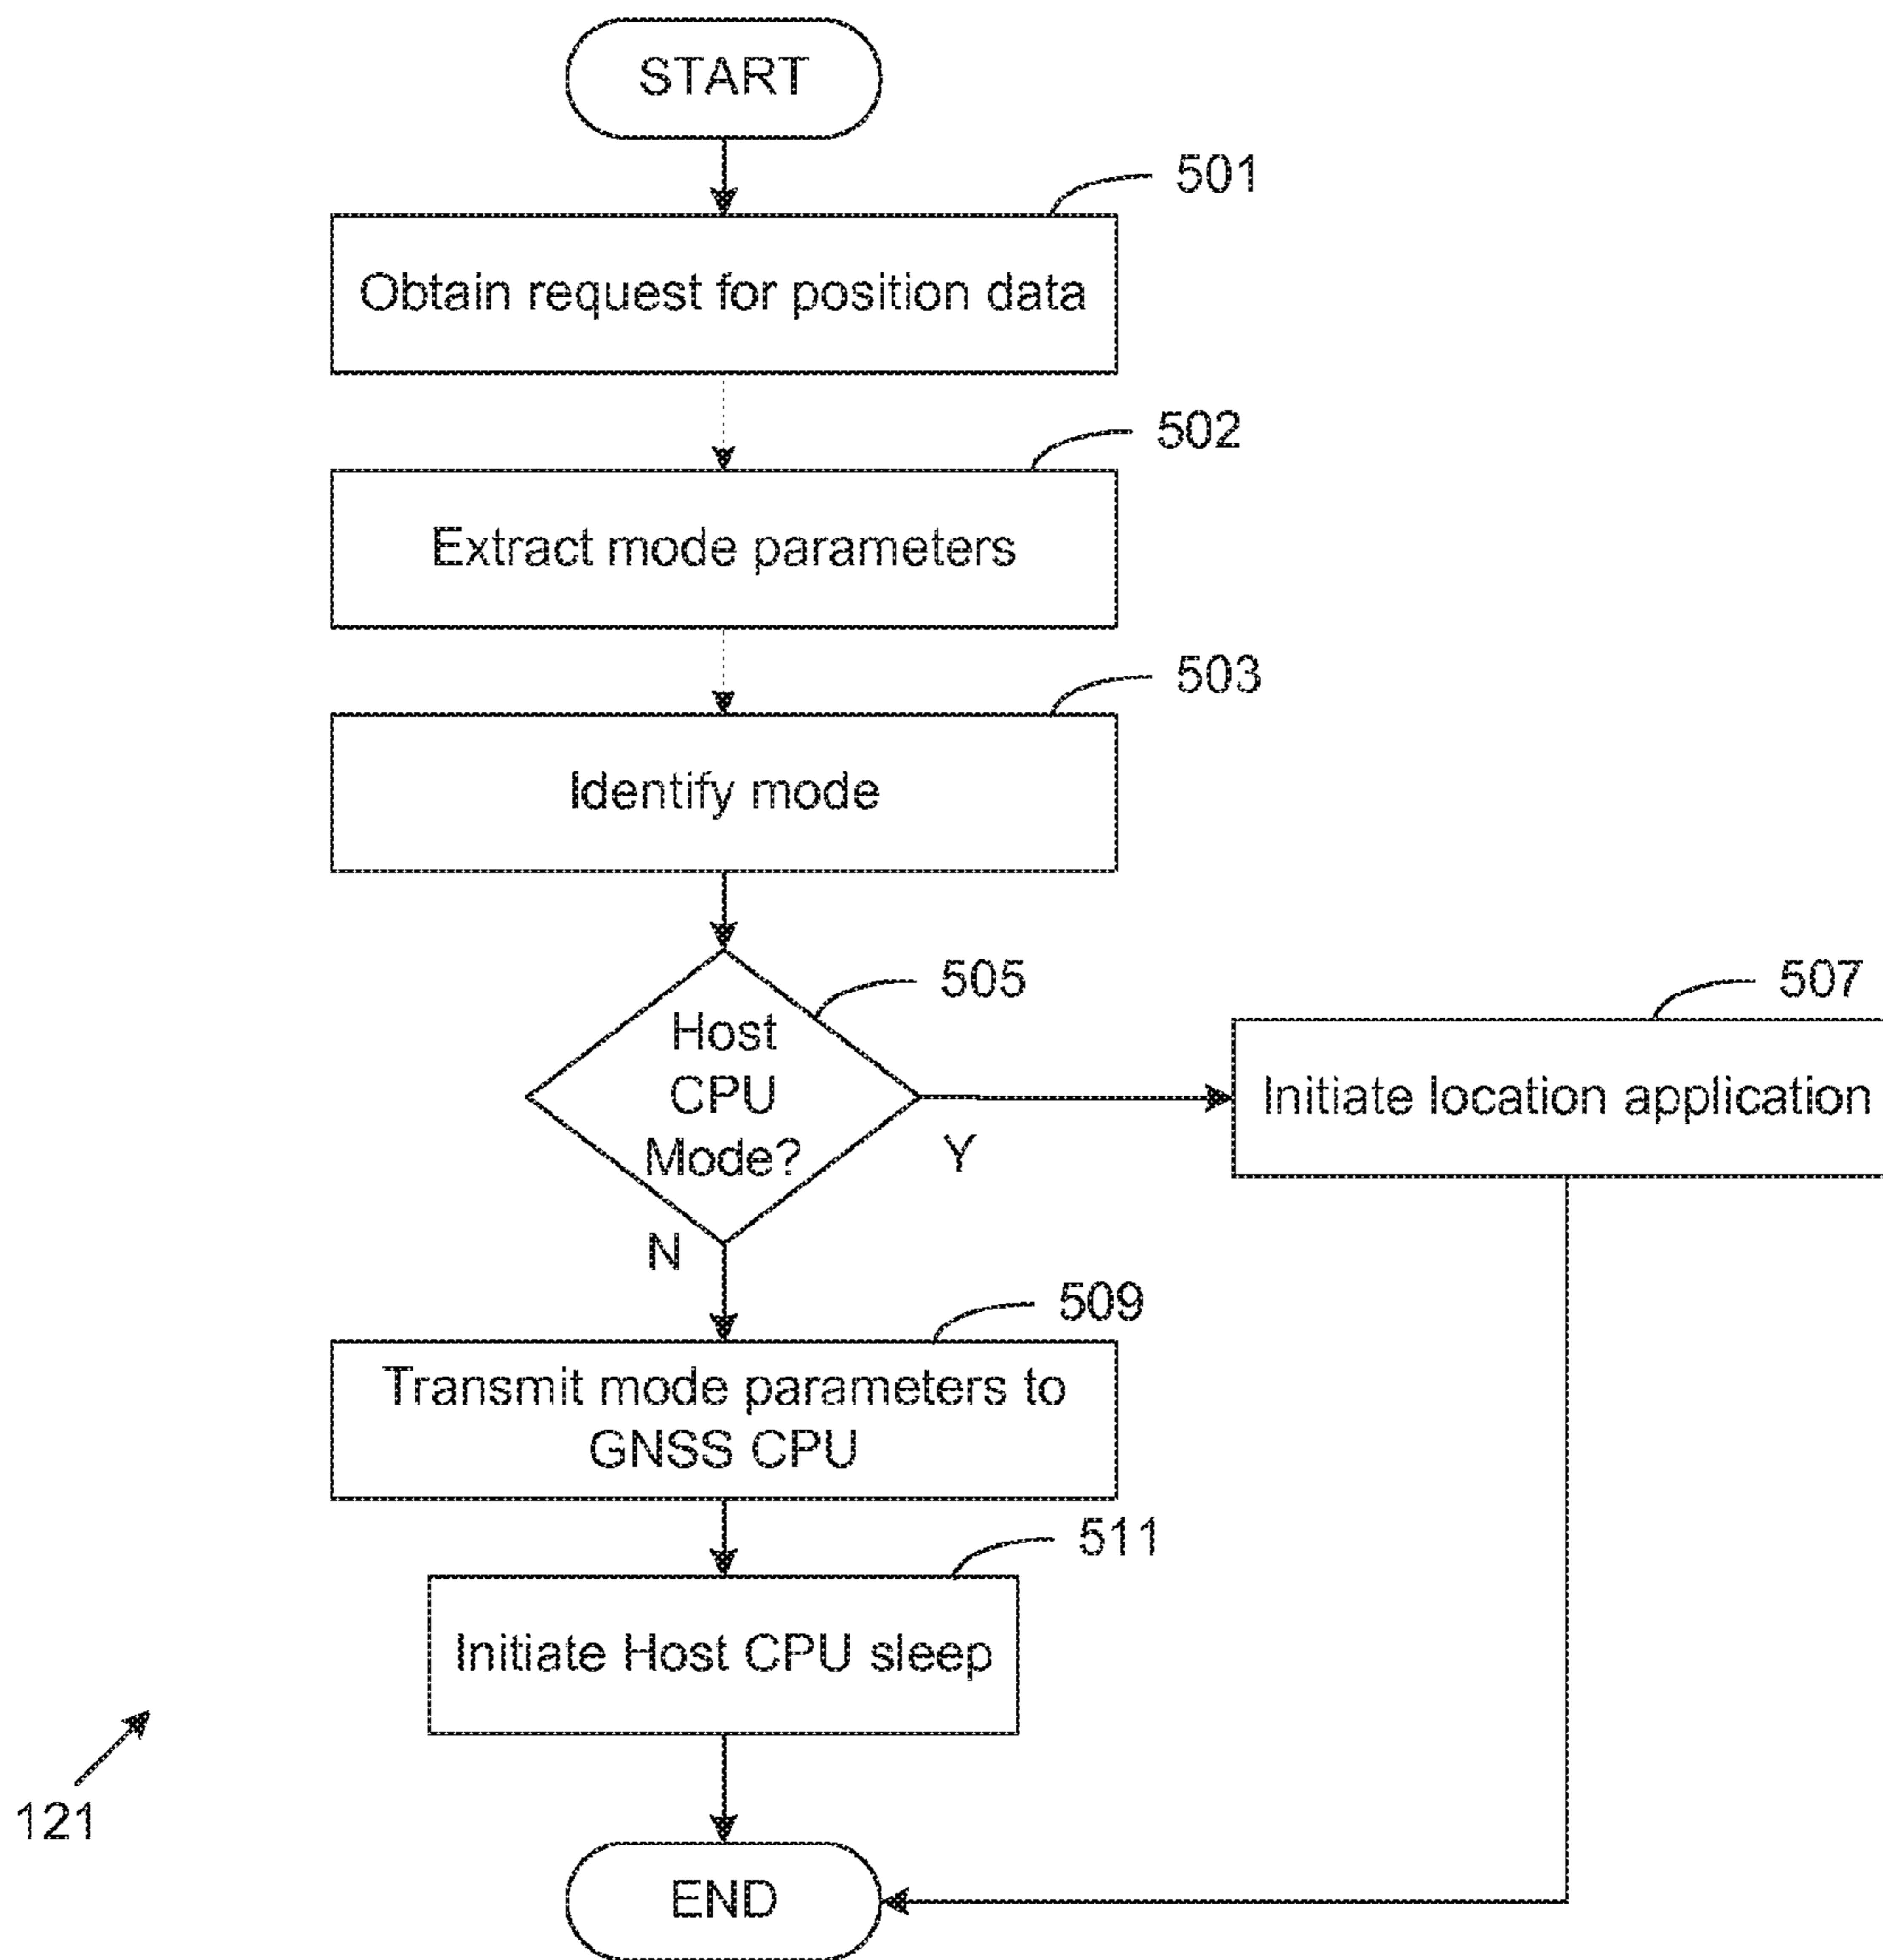 START
501
Obtain request for position data
502
Extract mode parameters
503
Identify mode
505
Host
CPU
Mode?
Y
507
Initiate location application
N
509
Transmit mode parameters to
GNSS CPU
511
Initiate Host CPU sleep
121
END